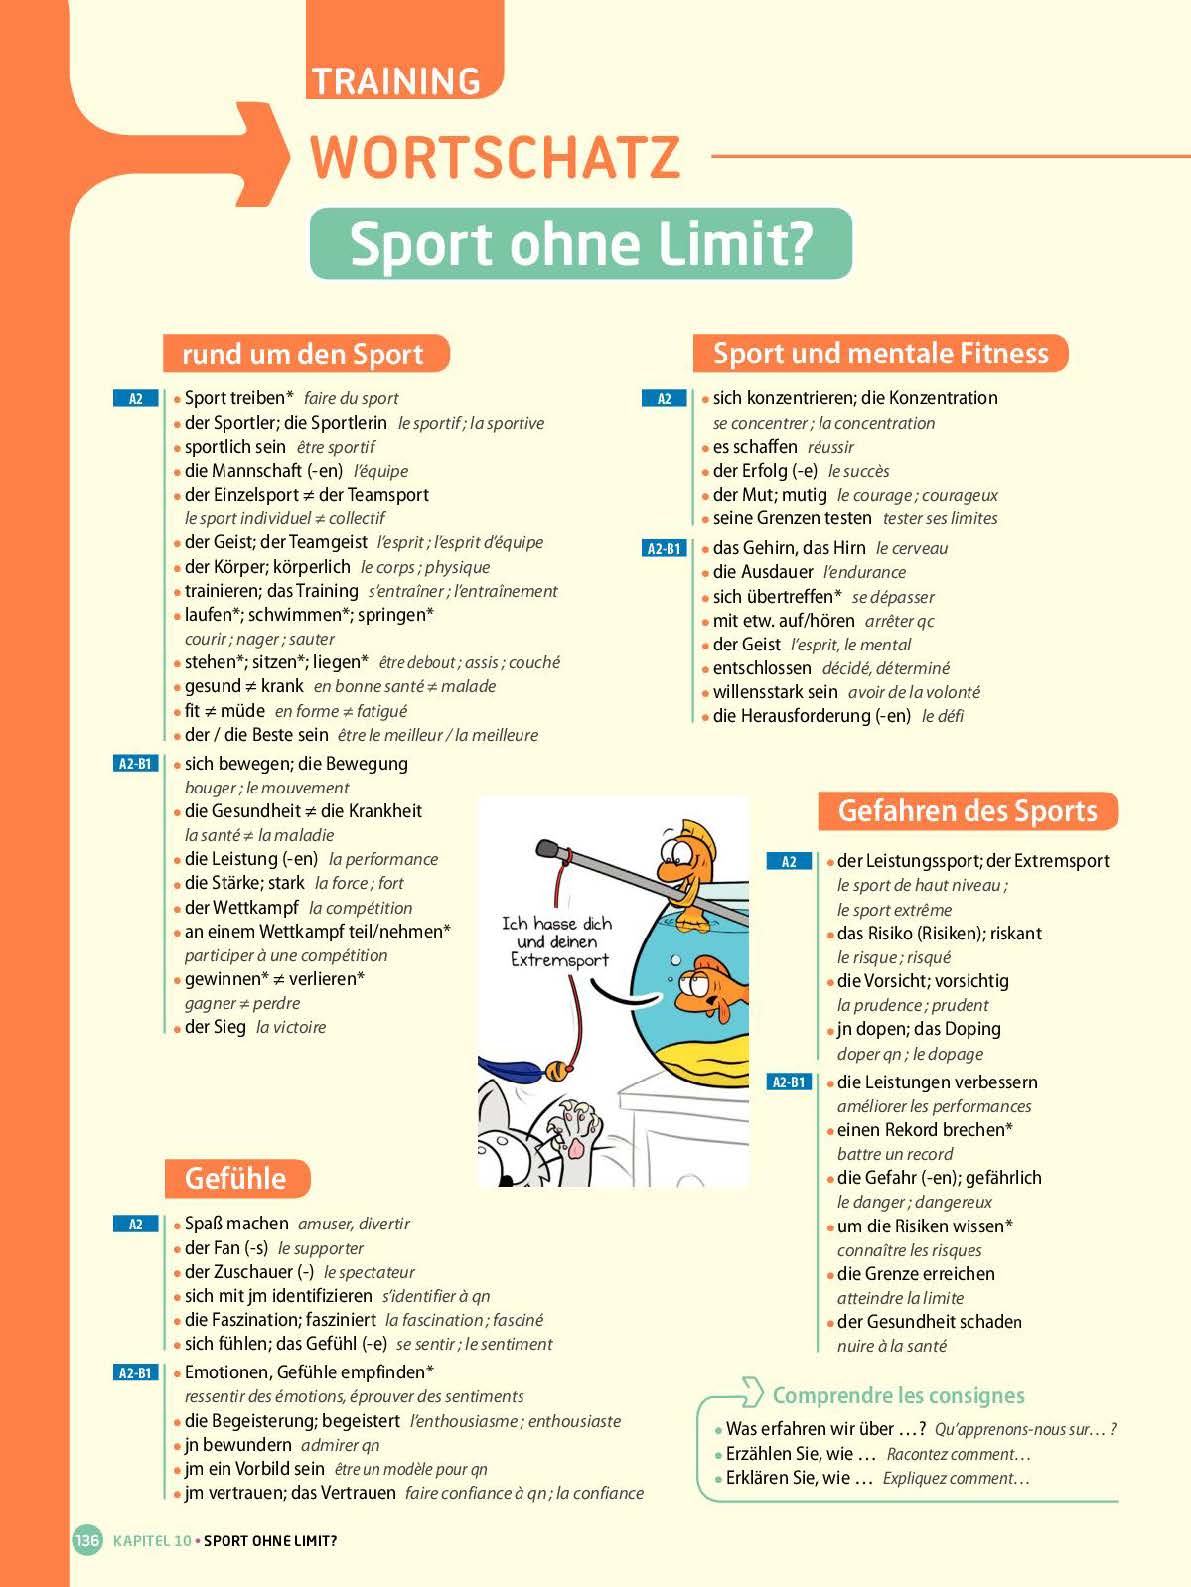 TRAINING
WORTSCHATZ
Sport ohne Limit?
rund um den Sport
A2
• Sport treiben* faire du sport
• der Sportler; die Sportlerin le sportif ; la sportive
• sportlich sein être sportif
• die Mannschaft (-en) l'équipe
• der Einzelsport ≠ der Teamsport
le sport individuel ≠ collectif
• der Geist; der Teamgeist l'esprit ; l'esprit d'équipe
• der Körper; körperlich le corps ; physique
• trainieren; das Training s'entraîner ; l'entraînement
• laufen*; schwimmen*; springen*
courir ; nager ; sauter
• stehen*; sitzen*; liegen* être debout ; assis ; couché
• gesund ≠ krank en bonne santé ≠ malade
• fit ≠ müde en forme ≠ fatigué
• der / die Beste sein être le meilleur / la meilleure
A2-B1
• sich bewegen; die Bewegung
bouger ; le mouvement
• die Gesundheit ≠ die Krankheit
la santé ≠ la maladie
• die Leistung (-en) la performance
• die Stärke; stark la force ; fort
• der Wettkampf la compétition
• an einem Wettkampf teil/nehmen*
participer à une compétition
• gewinnen* ≠ verlieren*
gagner ≠ perdre
• der Sieg la victoire
Gefühle
A2
• Spaß machen amuser, divertir
• der Fan (-s) le supporter
• der Zuschauer (-) le spectateur
• sich mit jm identifizieren s'identifier à qn
• die Faszination; fasziniert la fascination ; fasciné
• sich fühlen; das Gefühl (-e) se sentir ; le sentiment
A2-B1
• Emotionen, Gefühle empfinden*
ressentir des émotions, éprouver des sentiments
• die Begeisterung; begeistert l'enthousiasme ; enthousiaste
• jn bewundern admirer qn
• jm ein Vorbild sein être un modèle pour qn
• jm vertrauen; das Vertrauen faire confiance à qn ; la confiance
Sport und mentale Fitness
A2
• sich konzentrieren; die Konzentration
se concentrer ; la concentration
• es schaffen réussir
• der Erfolg (-e) le succès
• der Mut; mutig le courage ; courageux
• seine Grenzen testen tester ses limites
A2-B1
• das Gehirn, das Hirn le cerveau
• die Ausdauer l'endurance
• sich übertreffen* se dépasser
• mit etw. auf/hören arrêter qc
• der Geist l'esprit, le mental
• entschlossen décidé, déterminé
• willensstark sein avoir de la volonté
• die Herausforderung (-en) le défi
Ich hasse dich
und deinen
Extremsport
Gefahren des Sports
A2
• der Leistungssport; der Extremsport
le sport de haut niveau ;
le sport extrême
• das Risiko (Risiken); riskant
le risque ; risqué
• die Vorsicht; vorsichtig
la prudence ; prudent
• jn dopen; das Doping
doper qn ; le dopage
A2-B1
• die Leistungen verbessern
améliorer les performances
• einen Rekord brechen*
battre un record
• die Gefahr (-en); gefährlich
le danger ; dangereux
• um die Risiken wissen*
connaître les risques
• die Grenze erreichen
atteindre la limite
• der Gesundheit schaden
nuire à la santé
Comprendre les consignes
• Was erfahren wir über …? Qu'apprenons-nous sur… ?
• Erzählen Sie, wie … Racontez comment…
• Erklären Sie, wie … Expliquez comment…
136 KAPITEL 10 • SPORT OHNE LIMIT?